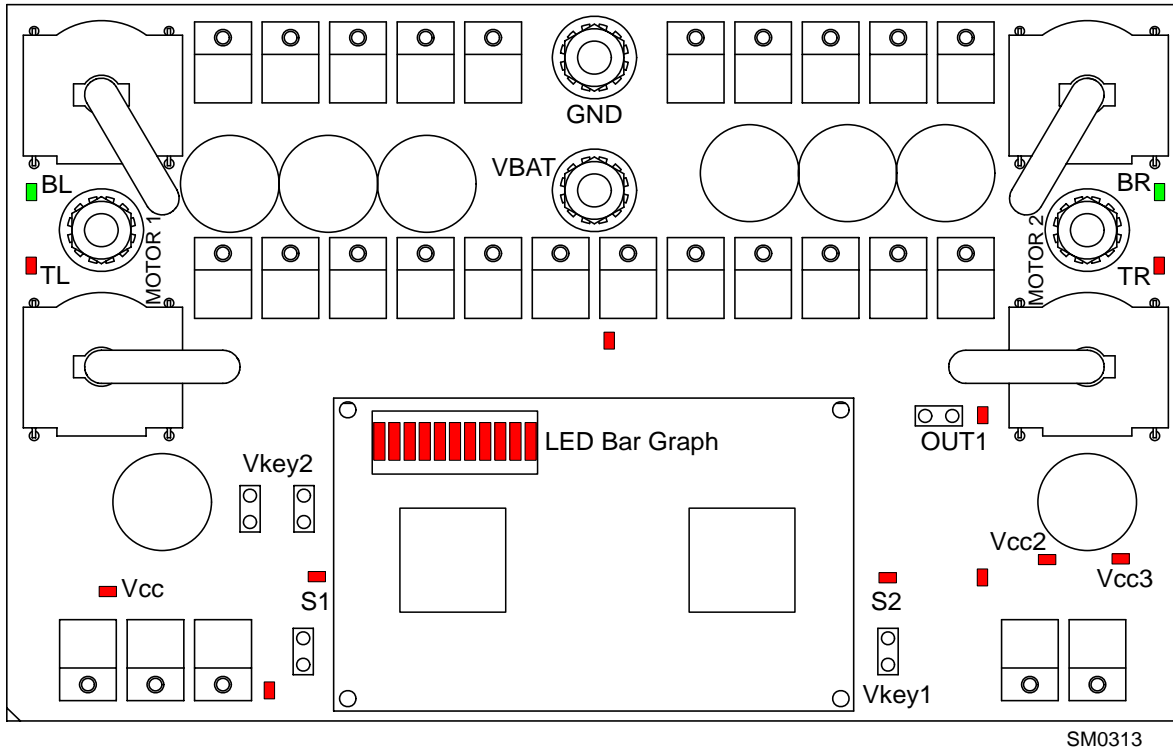 GND
VBAT
BL
BR
MOTOR 1
MOTOR 2
TL
TR
LED Bar Graph
OUT1
Vkey2
Vcc2
Vcc3
Vcc
S1
S2
Vkey1
SM0313